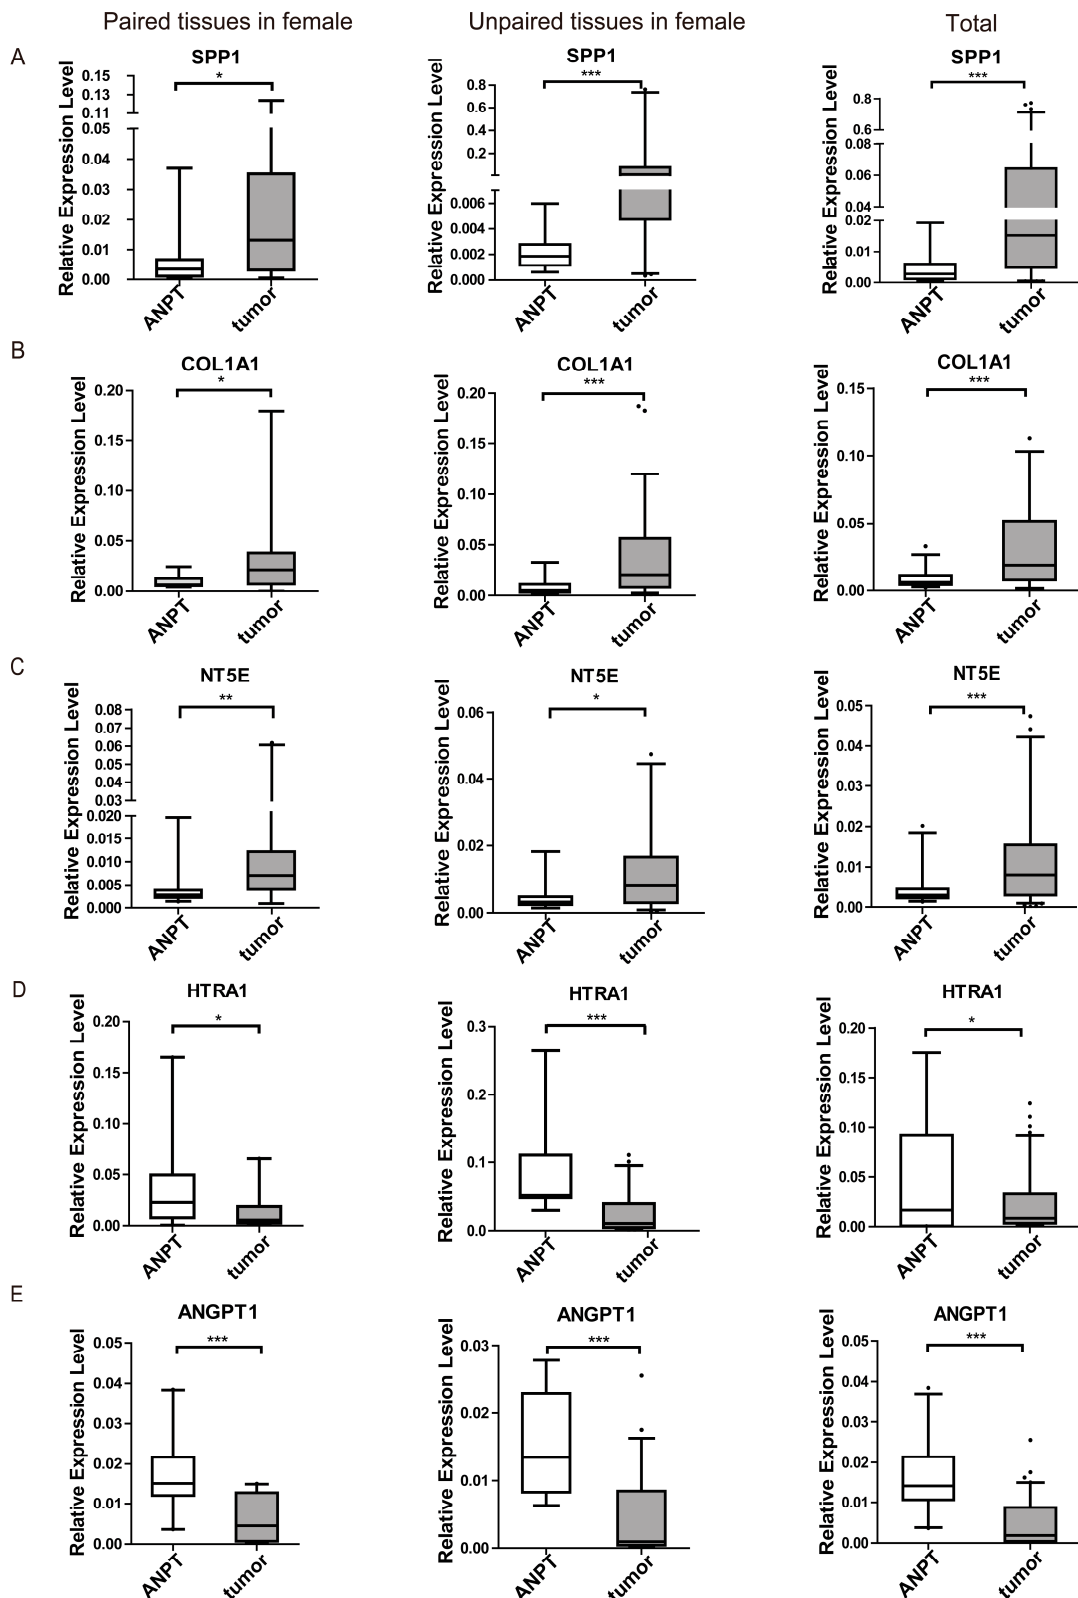 Paired tissues in female
Unpaired tissues in female
Total
A
SPP1
*
Relative Expression Level
0.15
0.13
0.11
0.05
0.04
0.03
0.02
0.01
0.00
ANPT
tumor
SPP1
***
Relative Expression Level
0.8
0.6
0.4
0.2
0.006
0.004
0.002
0.000
ANPT
tumor
SPP1
***
Relative Expression Level
0.8
0.6
0.08
0.04
0.02
0.01
0.00
ANPT
tumor
B
COL1A1
*
Relative Expression Level
0.20
0.15
0.10
0.05
0.00
ANPT
tumor
COL1A1
***
Relative Expression Level
0.20
0.15
0.10
0.05
0.00
ANPT
tumor
COL1A1
***
Relative Expression Level
0.15
0.10
0.05
0.00
ANPT
tumor
C
NT5E
**
Relative Expression Level
0.08
0.07
0.06
0.05
0.04
0.03
0.020
0.015
0.010
0.005
0.000
ANPT
tumor
NT5E
*
Relative Expression Level
0.06
0.04
0.02
0.00
ANPT
tumor
NT5E
***
Relative Expression Level
0.05
0.04
0.03
0.02
0.01
0.00
ANPT
tumor
D
HTRA1
*
Relative Expression Level
0.20
0.15
0.10
0.05
0.00
ANPT
tumor
HTRA1
***
Relative Expression Level
0.3
0.2
0.1
0.0
ANPT
tumor
HTRA1
*
Relative Expression Level
0.20
0.15
0.10
0.05
0.00
ANPT
tumor
E
ANGPT1
***
Relative Expression Level
0.05
0.04
0.03
0.02
0.01
0.00
ANPT
tumor
ANGPT1
***
Relative Expression Level
0.03
0.02
0.01
0.00
ANPT
tumor
ANGPT1
***
Relative Expression Level
0.05
0.04
0.03
0.02
0.01
0.00
ANPT
tumor